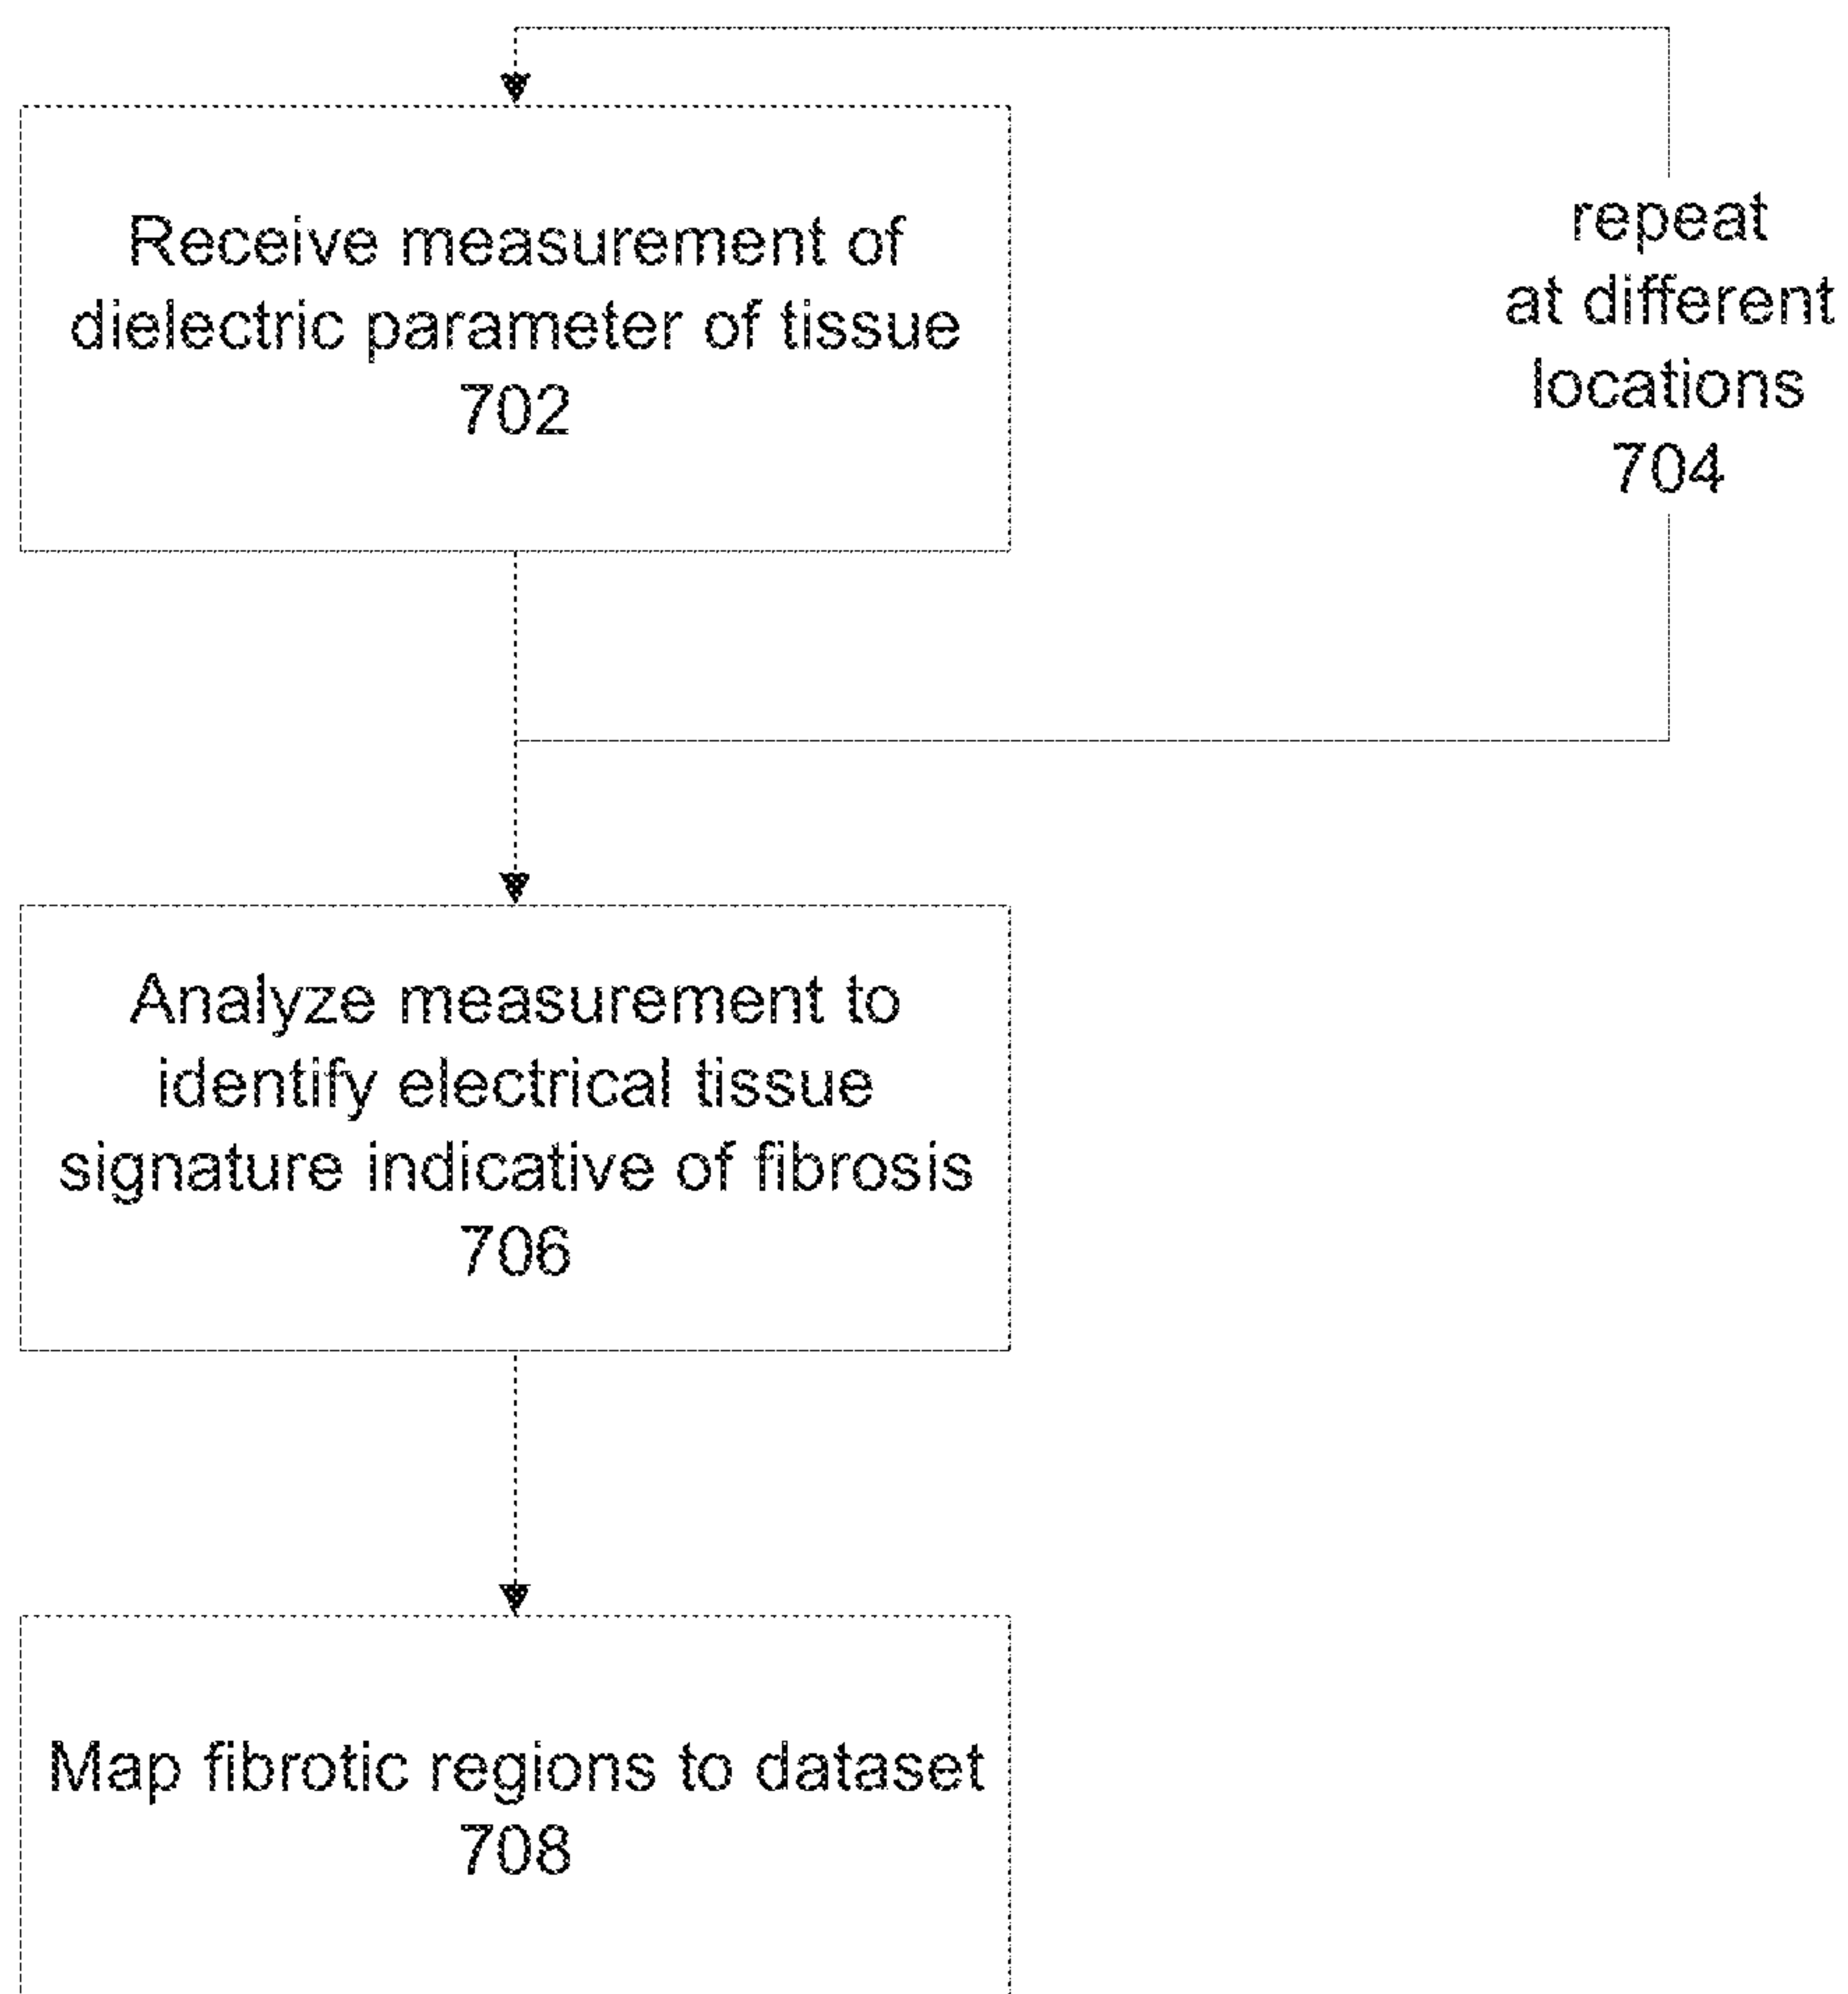 Receive measurement of
dielectric parameter of tissue
702
repeat
at different
locations
704
Analyze measurement to
identify electrical tissue
signature indicative of fibrosis
706
Map fibrotic regions to dataset
708